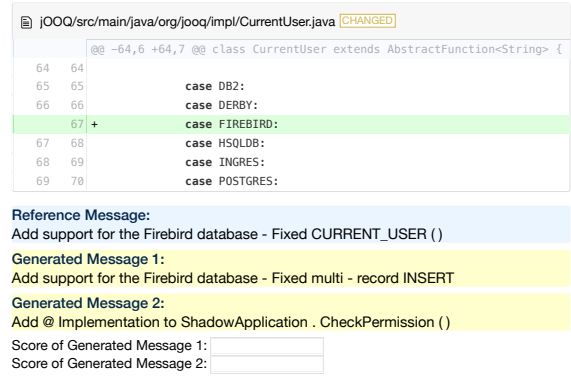 jOOQ/src/main/java/org/jooq/impl/CurrentUser.java CHANGED
@@ -64,6 +64,7 @@ class CurrentUser extends AbstractFunction<String> {
64 64
65 65 case DB2:
66 66 case DERBY:
67 + case FIREBIRD:
67 68 case HSQLDB:
68 69 case INGRES:
69 70 case POSTGRES:
Reference Message:
Add support for the Firebird database - Fixed CURRENT_USER ( )
Generated Message 1:
Add support for the Firebird database - Fixed multi - record INSERT
Generated Message 2:
Add @ Implementation to ShadowApplication . CheckPermission ( )
Score of Generated Message 1:
Score of Generated Message 2: